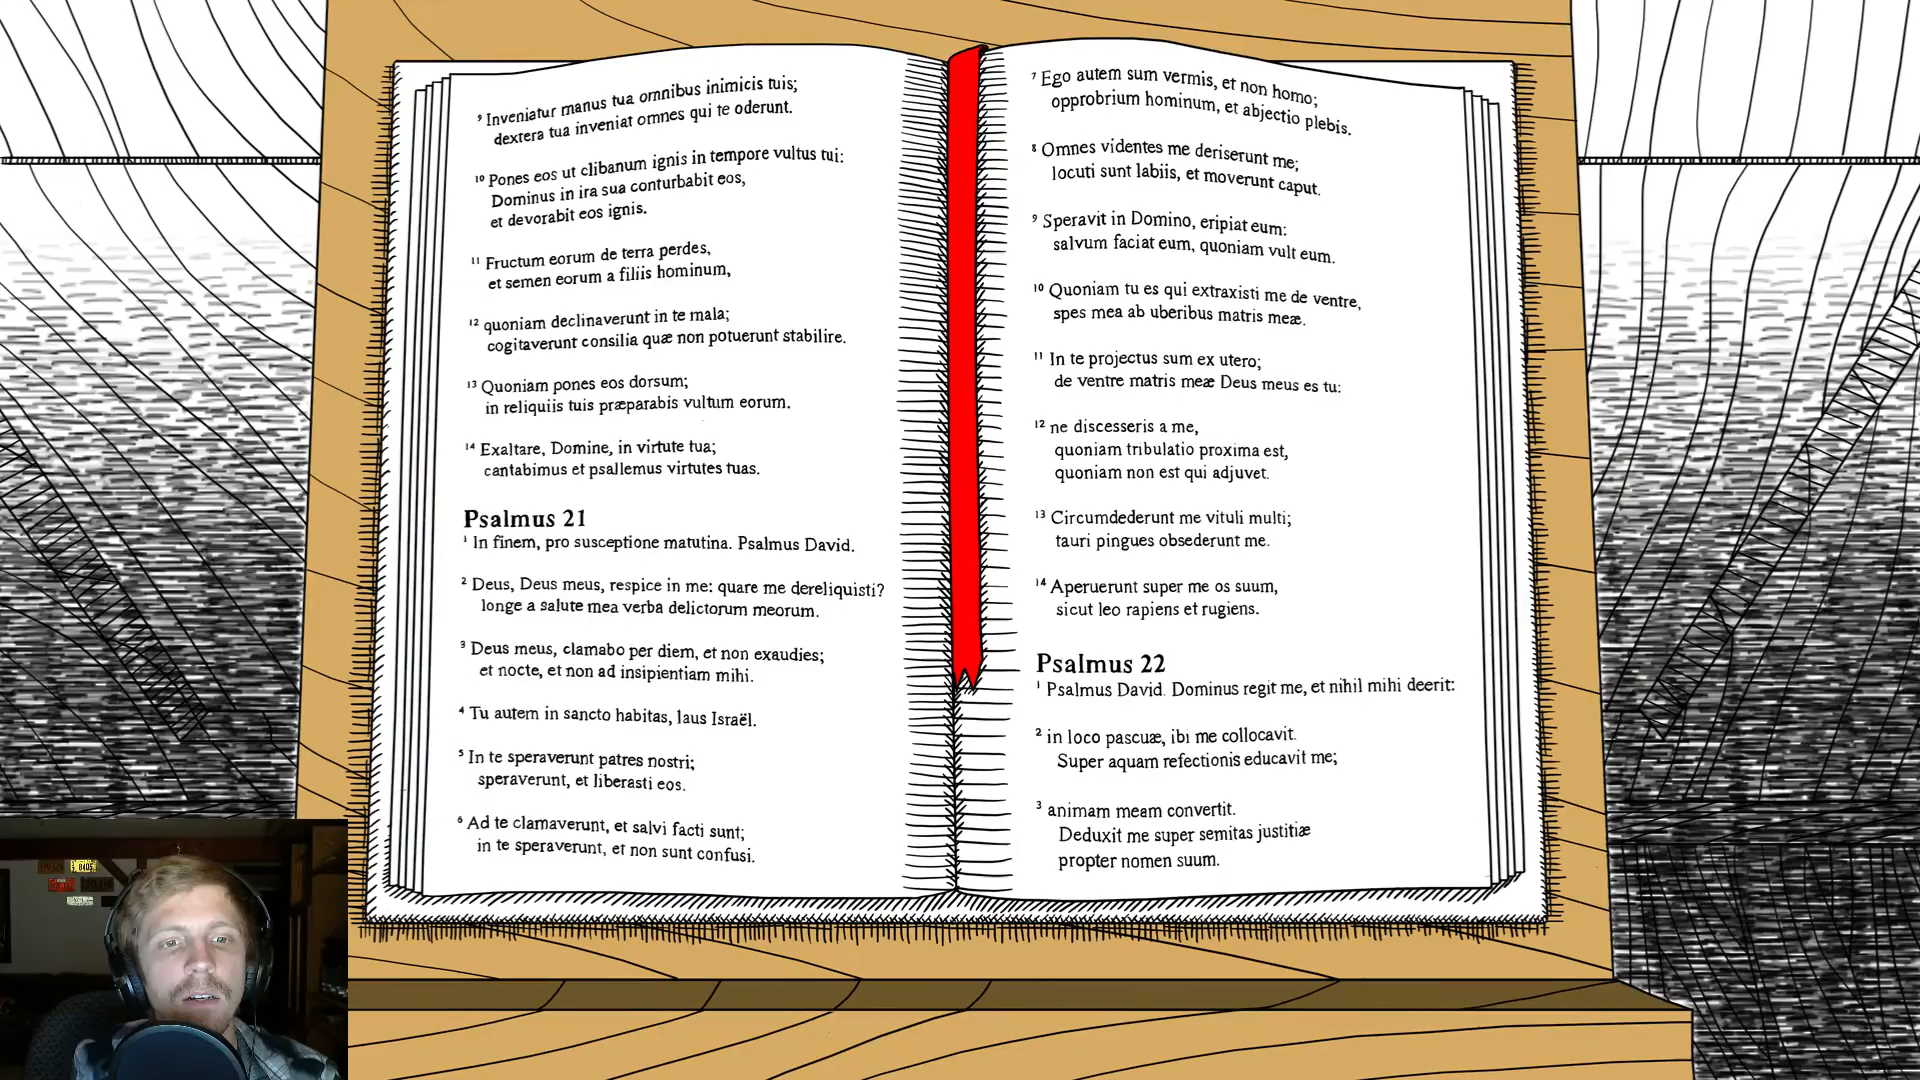 ⁹ Inveniatur manus tua omnibus inimicis tuis;
dextera tua inveniat omnes qui te oderunt.
¹⁰ Pones eos ut clibanum ignis in tempore vultus tui:
Dominus in ira sua conturbabit eos,
et devorabit eos ignis.
¹¹ Fructum eorum de terra perdes,
et semen eorum a filiis hominum,
¹² quoniam declinaverunt in te mala;
cogitaverunt consilia quæ non potuerunt stabilire.
¹³ Quoniam pones eos dorsum;
in reliquiis tuis præparabis vultum eorum.
¹⁴ Exaltare, Domine, in virtute tua;
cantabimus et psallemus virtutes tuas.
Psalmus 21
¹ In finem, pro susceptione matutina. Psalmus David.
² Deus, Deus meus, respice in me: quare me dereliquisti?
longe a salute mea verba delictorum meorum.
³ Deus meus, clamabo per diem, et non exaudies;
et nocte, et non ad insipientiam mihi.
⁴ Tu autem in sancto habitas, laus Israël.
⁵ In te speraverunt patres nostri;
speraverunt, et liberasti eos.
⁶ Ad te clamaverunt, et salvi facti sunt;
in te speraverunt, et non sunt confusi.
⁷ Ego autem sum vermis, et non homo;
opprobrium hominum, et abjectio plebis.
⁸ Omnes videntes me deriserunt me;
locuti sunt labiis, et moverunt caput.
⁹ Speravit in Domino, eripiat eum:
salvum faciat eum, quoniam vult eum.
¹⁰ Quoniam tu es qui extraxisti me de ventre,
spes mea ab uberibus matris meæ.
¹¹ In te projectus sum ex utero;
de ventre matris meæ Deus meus es tu:
¹² ne discesseris a me,
quoniam tribulatio proxima est,
quoniam non est qui adjuvet.
¹³ Circumdederunt me vituli multi;
tauri pingues obsederunt me.
¹⁴ Aperuerunt super me os suum,
sicut leo rapiens et rugiens.
Psalmus 22
¹ Psalmus David. Dominus regit me, et nihil mihi deerit:
² in loco pascuæ, ibi me collocavit.
Super aquam refectionis educavit me;
³ animam meam convertit.
Deduxit me super semitas justitiæ
propter nomen suum.